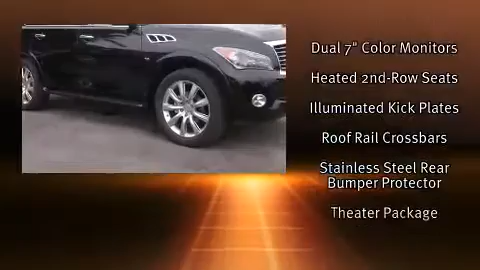 Dual 7" Color Monitors
Heated 2nd-Row Seats
Illuminated Kick Plates
Roof Rail Crossbars
Stainless Steel Rear
Bumper Protector
Theater Package